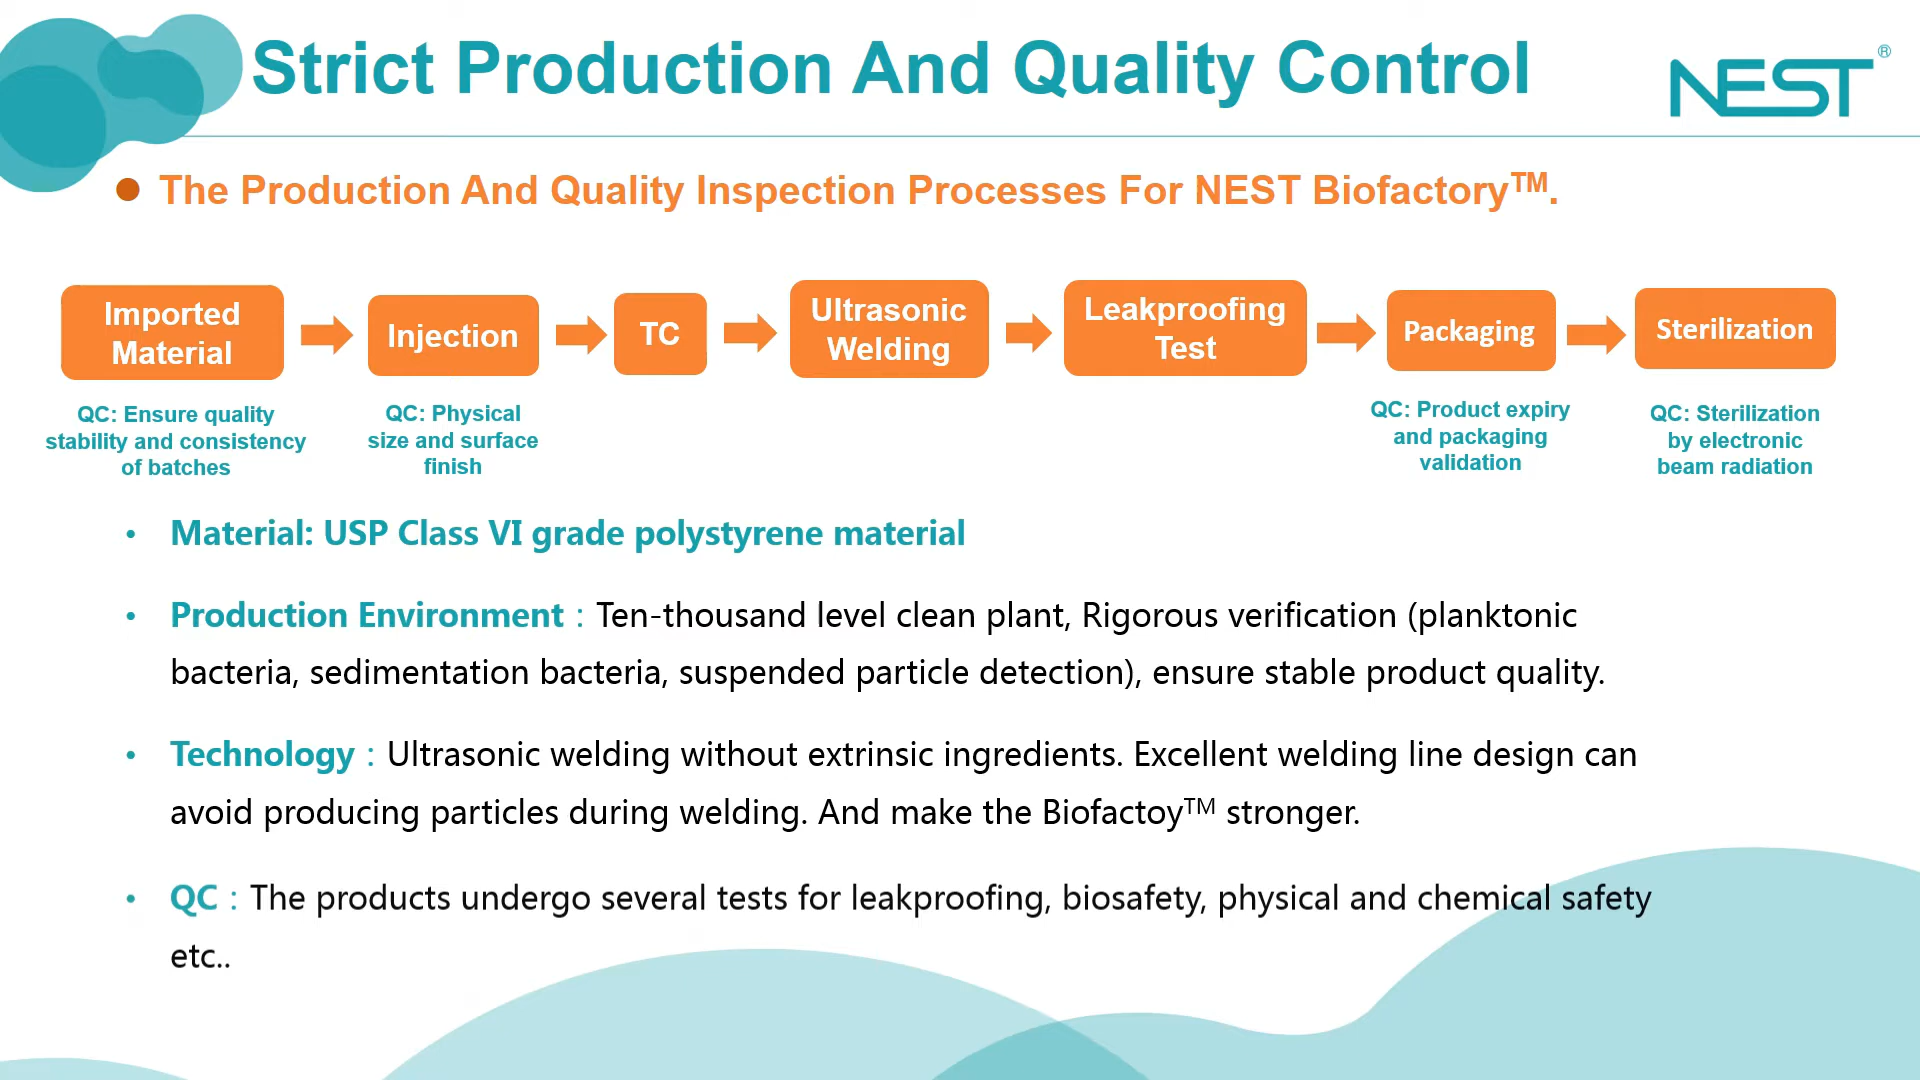 Strict Production And Quality Control
NEST®
● The Production And Quality Inspection Processes For NEST Biofactory™.
Imported
Material
Injection
TC
Ultrasonic
Welding
Leakproofing
Test
Packaging
Sterilization
QC: Ensure quality
stability and consistency
of batches
QC: Physical
size and surface
finish
QC: Product expiry
and packaging
validation
QC: Sterilization
by electronic
beam radiation
• Material: USP Class VI grade polystyrene material
• Production Environment：Ten-thousand level clean plant, Rigorous verification (planktonic
bacteria, sedimentation bacteria, suspended particle detection), ensure stable product quality.
• Technology：Ultrasonic welding without extrinsic ingredients. Excellent welding line design can
avoid producing particles during welding. And make the Biofactoy™ stronger.
• QC：The products undergo several tests for leakproofing, biosafety, physical and chemical safety
etc..